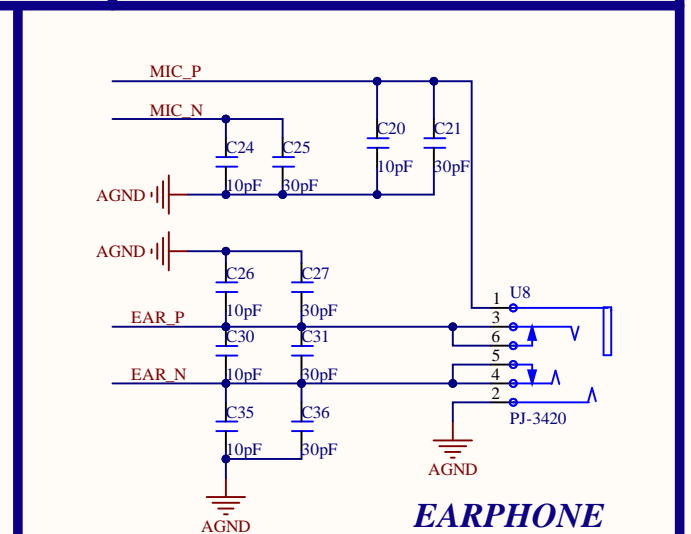 MIC_P
MIC_N
C20 C21
C24 C25
10pF 30pF
10pF 30pF
AGND
AGND
C26 C27
1 U8
10pF 30pF
3
EAR_P
6
C30 C31
5
EAR_N 10pF 30pF
4
2
C35 C36
PJ-3420
10pF 30pF
AGND
EARPHONE
AGND